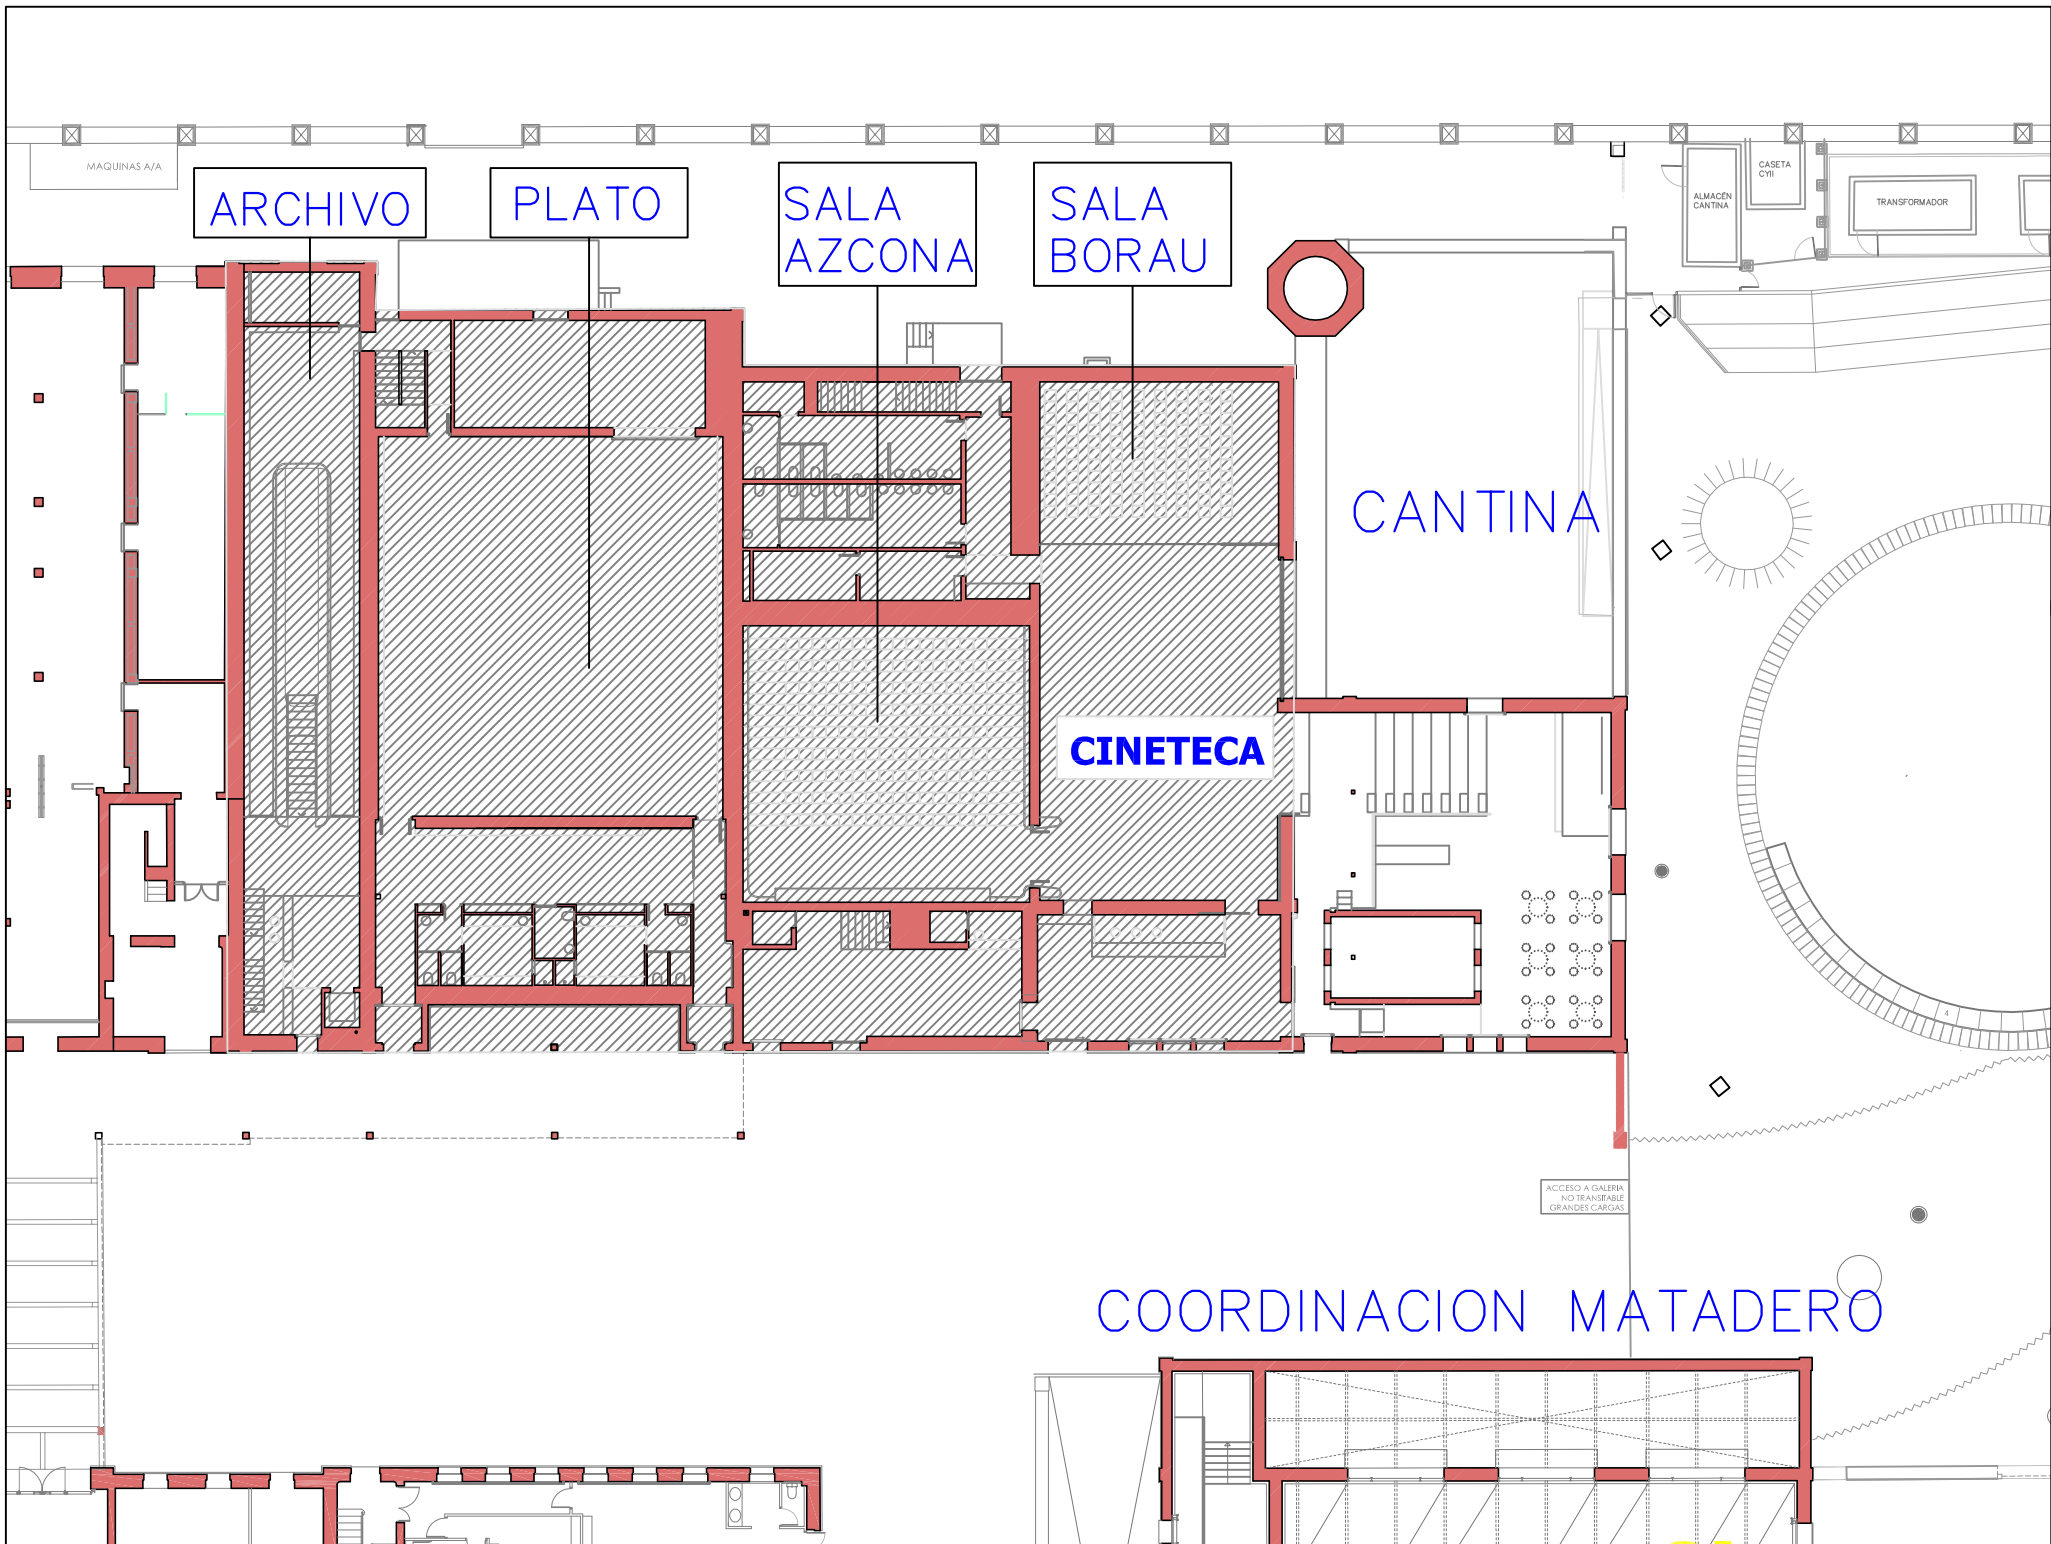 MAQUINAS A/A
ARCHIVO
PLATO
SALA
AZCONA
SALA
BORAU
ALMACÉN
CANTINA
CASETA
CYII
TRANSFORMADOR
CANTINA
CINETECA
4
ACCESO A GALERIA
NO TRANSITABLE
GRANDES CARGAS
COORDINACION MATADERO